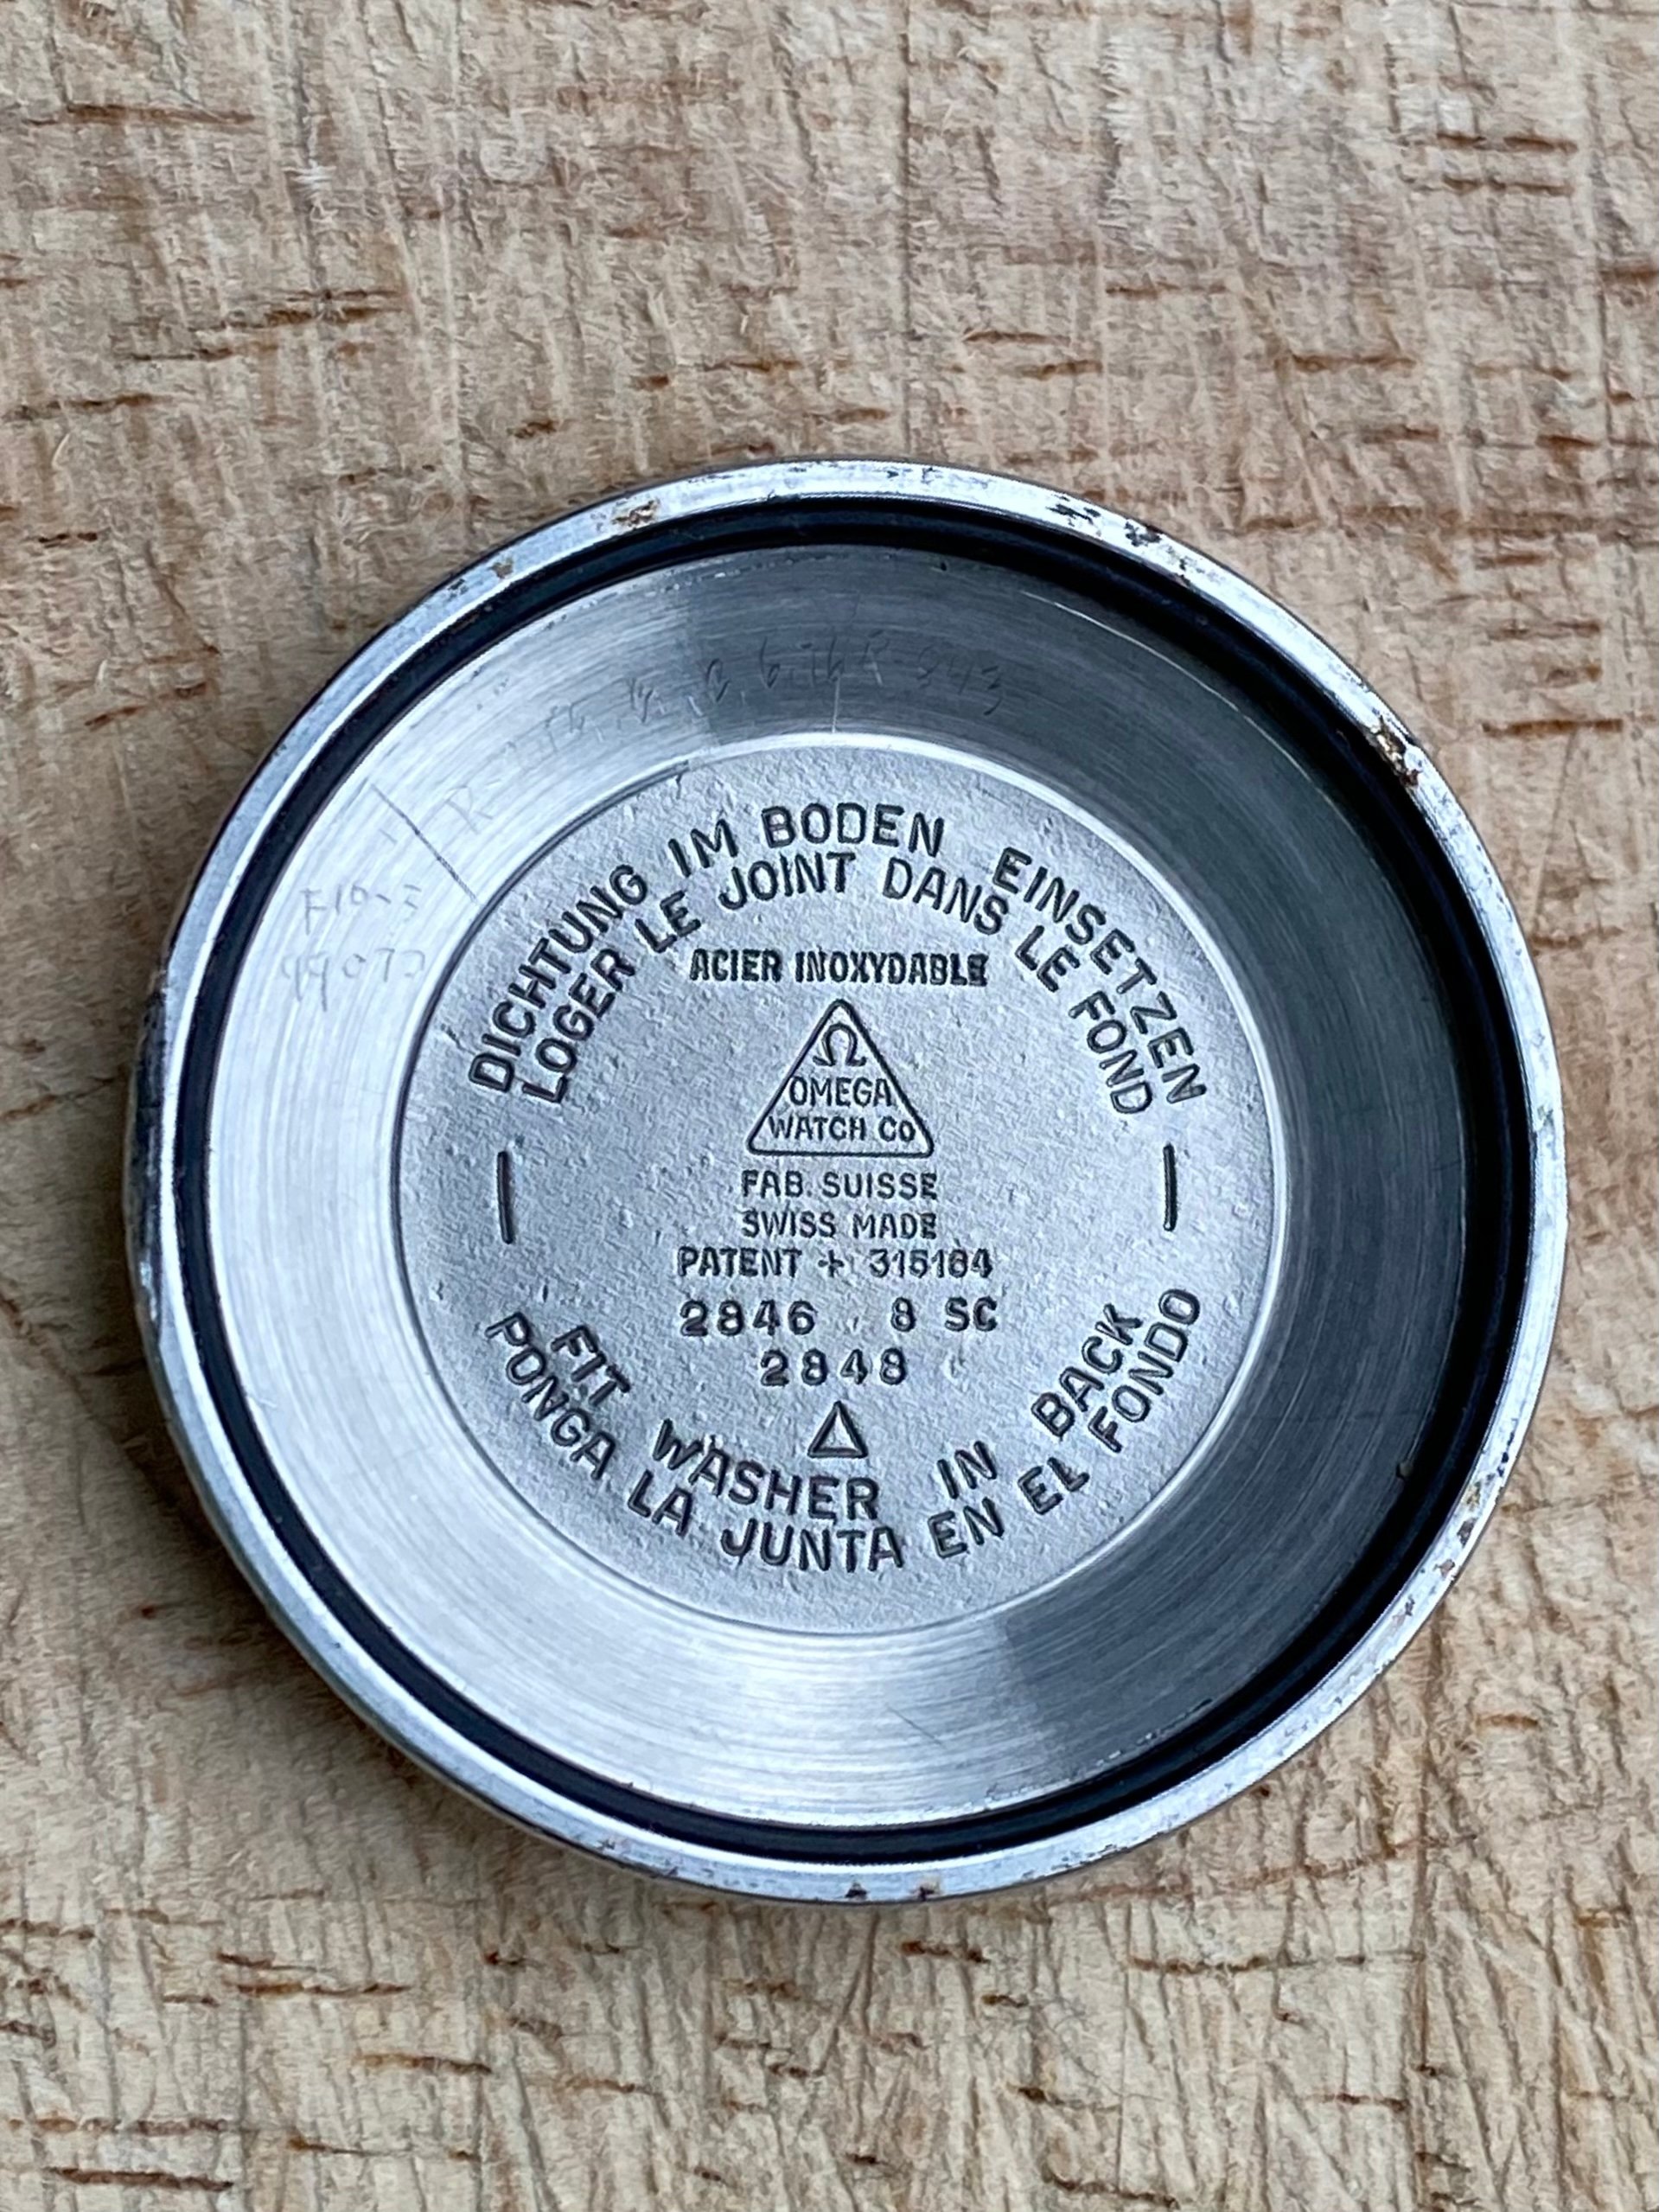 DICHTUNG IM BODEN EINSETZEN
LOGER LE JOINT DANS LE FOND
ACIER INOXYDABLE
Ω
OMEGA
WATCH CO
FAB. SUISSE
SWISS MADE
PATENT + 315164
2846 8 SC
2848
FIT WASHER IN BACK
PONGA LA JUNTA EN EL FONDO